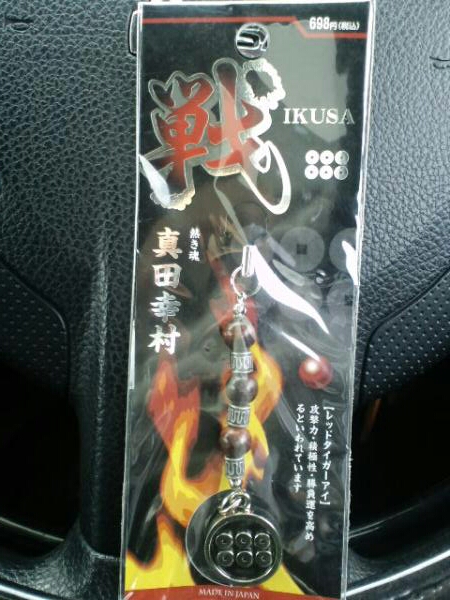 698円(税込)
戦
IKUSA
熱き魂
真田幸村
[レッドタイガーアイ]
攻撃力・積極性・勝負運を高め
るといわれています
MADE IN JAPAN